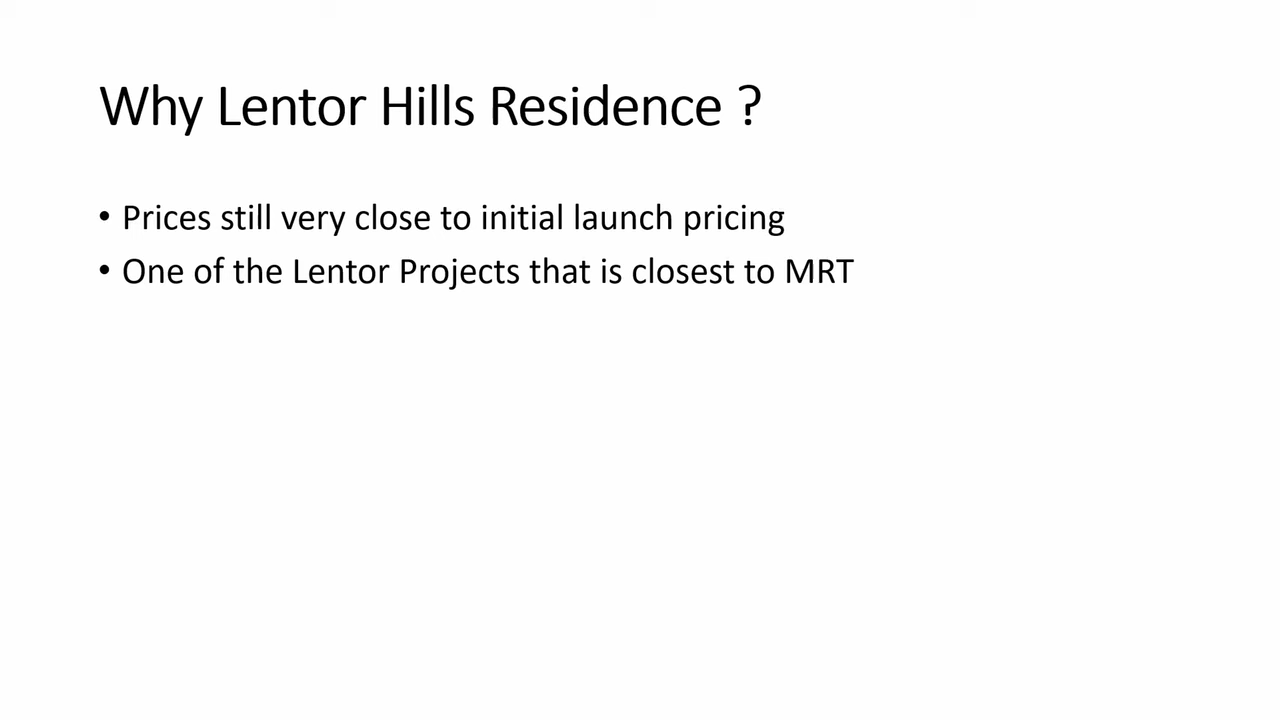 Why Lentor Hills Residence ?
• Prices still very close to initial launch pricing
• One of the Lentor Projects that is closest to MRT